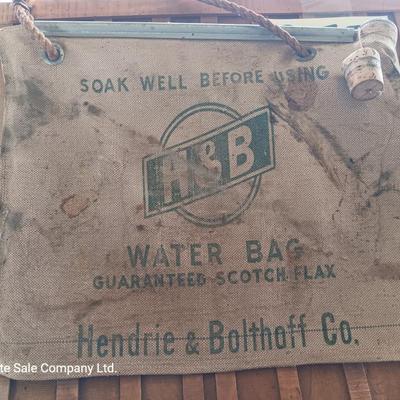 SOAK WELL BEFORE USING
H&B
WATER BAG
GUARANTEED SCOTCH FLAX
Hendrie & Bolthoff Co.
te Sale Company Ltd.